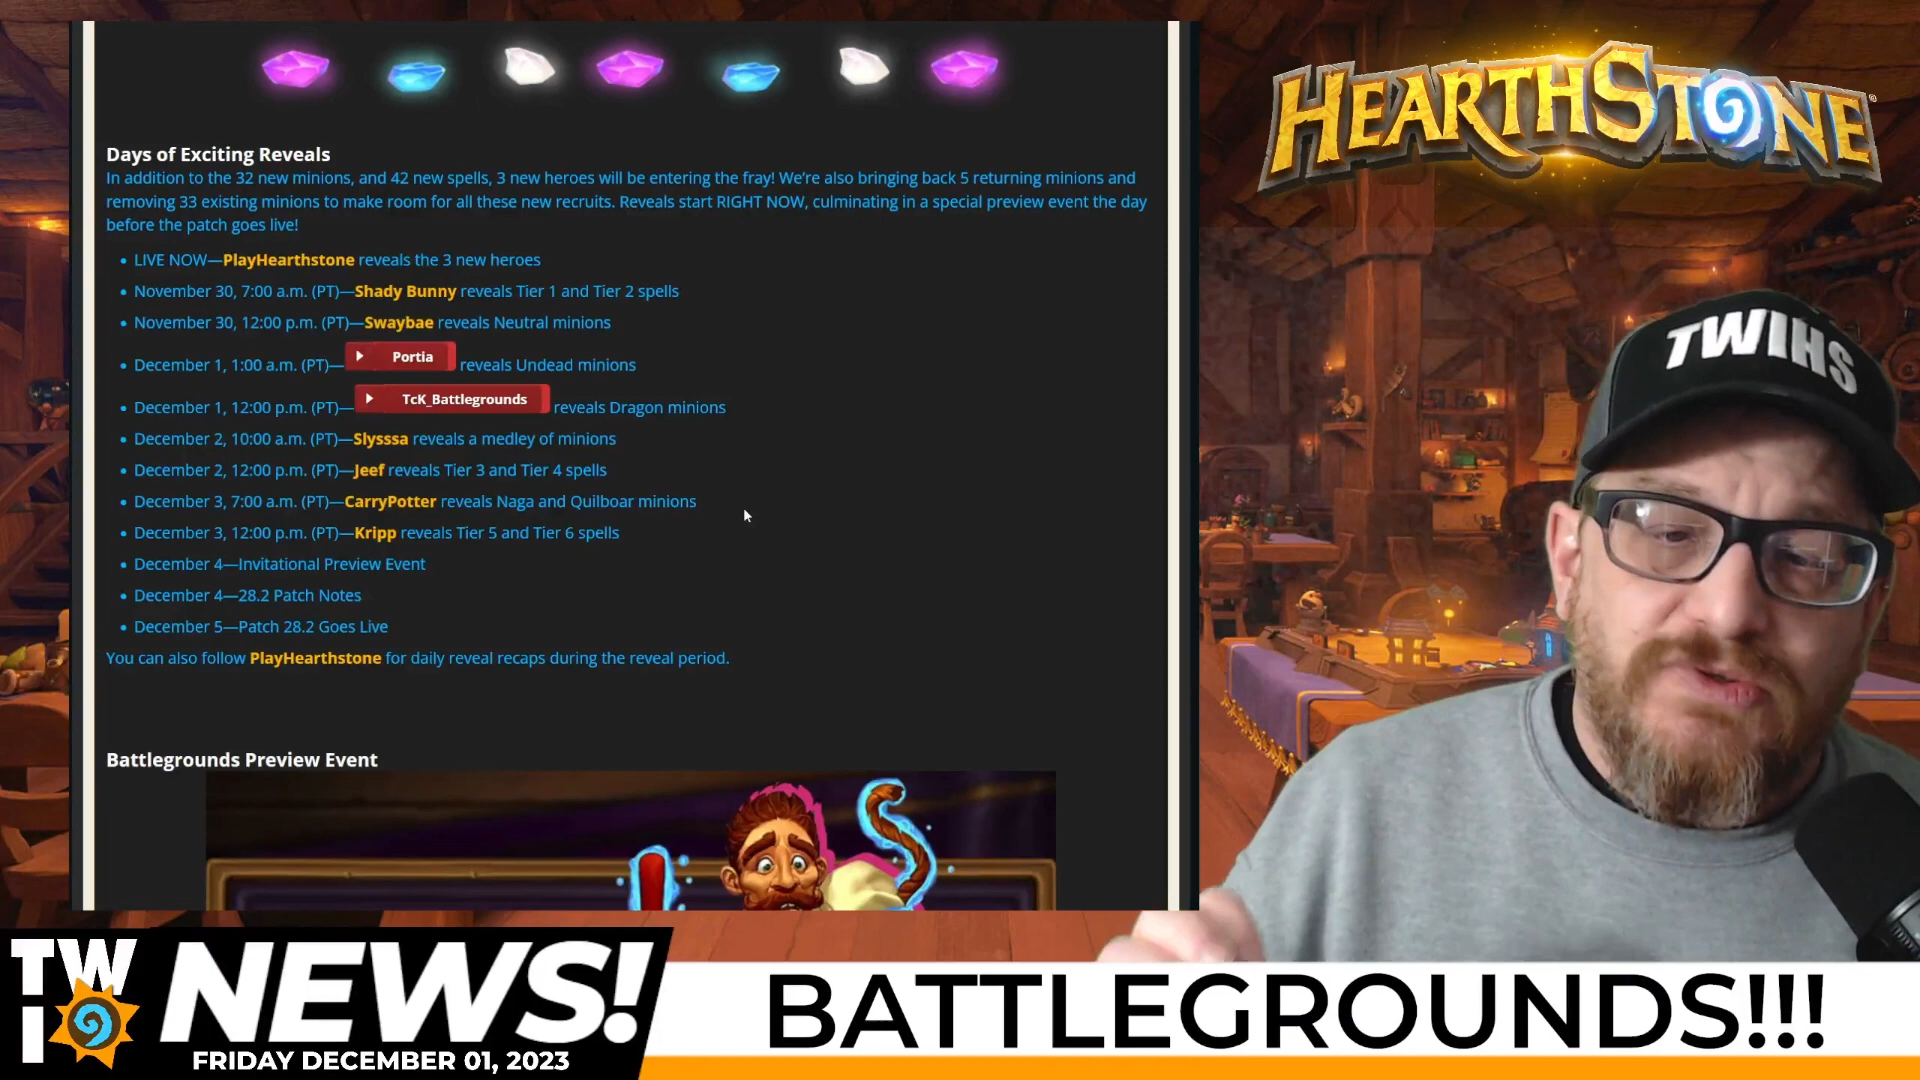 HEARTHSTONE
Days of Exciting Reveals
In addition to the 32 new minions, and 42 new spells, 3 new heroes will be entering the fray! We're also bringing back 5 returning minions and
removing 33 existing minions to make room for all these new recruits. Reveals start RIGHT NOW, culminating in a special preview event the day
before the patch goes live!
• LIVE NOW—PlayHearthstone reveals the 3 new heroes
• November 30, 7:00 a.m. (PT)—Shady Bunny reveals Tier 1 and Tier 2 spells
• November 30, 12:00 p.m. (PT)—Swaybae reveals Neutral minions
• December 1, 1:00 a.m. (PT)—Portia reveals Undead minions
• December 1, 12:00 p.m. (PT)—TcK_Battlegrounds reveals Dragon minions
• December 2, 10:00 a.m. (PT)—Slysssa reveals a medley of minions
• December 2, 12:00 p.m. (PT)—Jeef reveals Tier 3 and Tier 4 spells
• December 3, 7:00 a.m. (PT)—CarryPotter reveals Naga and Quilboar minions
• December 3, 12:00 p.m. (PT)—Kripp reveals Tier 5 and Tier 6 spells
• December 4—Invitational Preview Event
• December 4—28.2 Patch Notes
• December 5—Patch 28.2 Goes Live
You can also follow PlayHearthstone for daily reveal recaps during the reveal period.
Battlegrounds Preview Event
TWIHS
TW
I
NEWS!
FRIDAY DECEMBER 01, 2023
BATTLEGROUNDS!!!